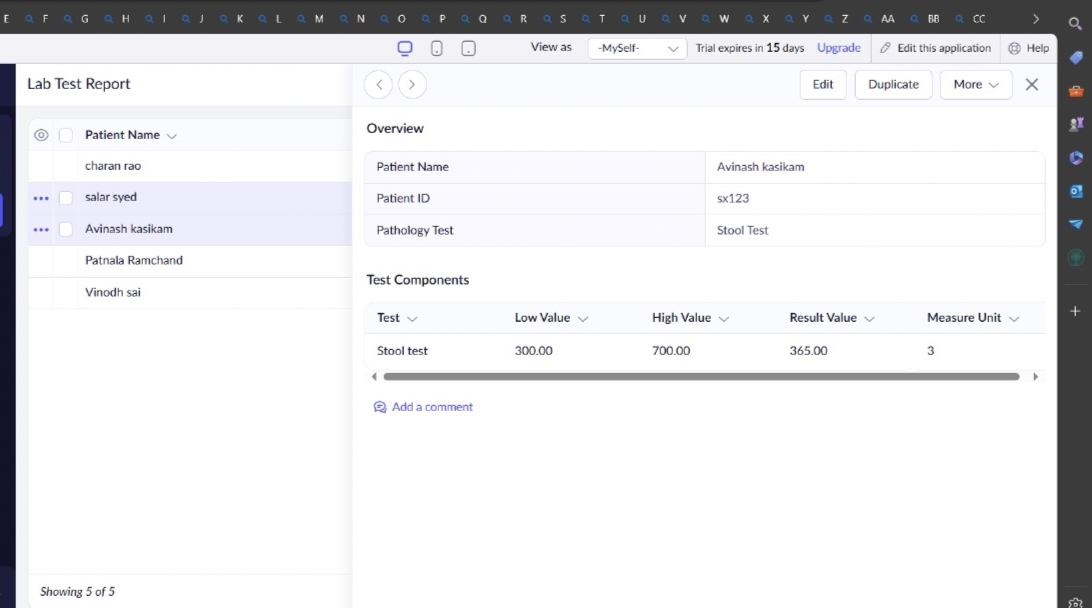 E F G H I J K L M N O P Q R S T U V W X Y Z AA BB CC
View as -MySelf- Trial expires in 15 days Upgrade Edit this application Help
Lab Test Report
Edit Duplicate More
Patient Name
charan rao
salar syed
Avinash kasikam
Patnala Ramchand
Vinodh sai
Showing 5 of 5
Overview
Patient Name Avinash kasikam
Patient ID sx123
Pathology Test Stool Test
Test Components
Test Low Value High Value Result Value Measure Unit
Stool test 300.00 700.00 365.00 3
Add a comment